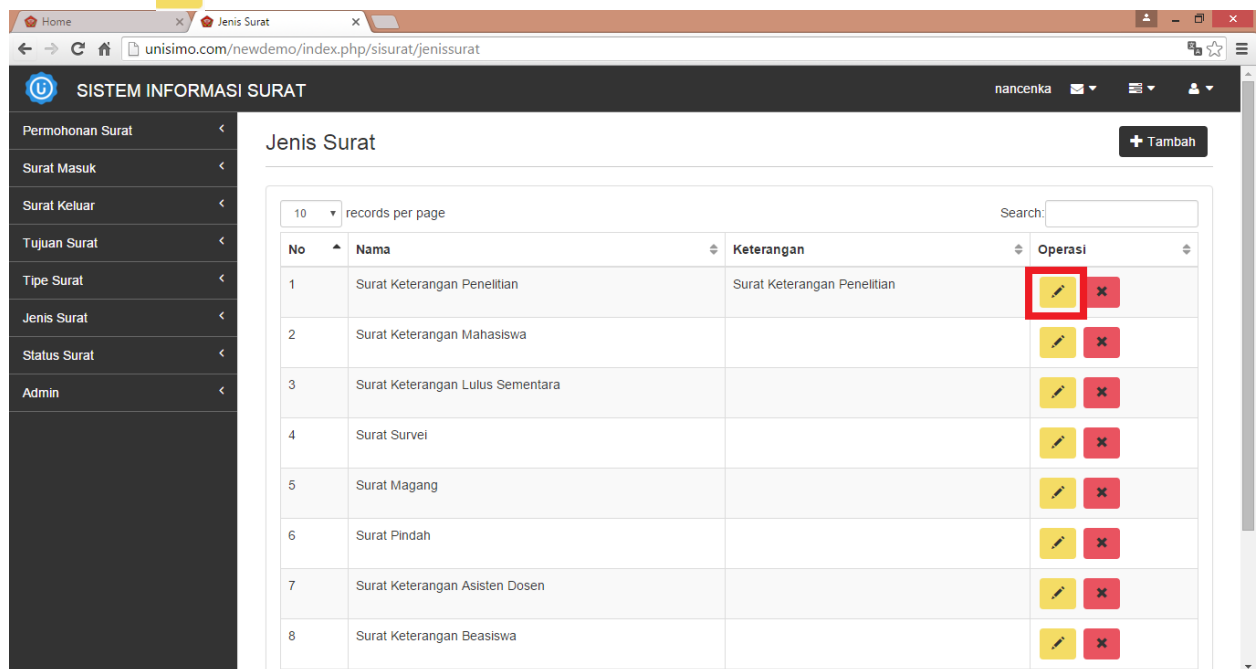 Home
Jenis Surat
unisimo.com/newdemo/index.php/sisurat/jenissurat
SISTEM INFORMASI SURAT
nancenka
Permohonan Surat
Surat Masuk
Surat Keluar
Tujuan Surat
Tipe Surat
Jenis Surat
Status Surat
Admin
Jenis Surat
Tambah
10 records per page
Search:
No Nama Keterangan Operasi
1 Surat Keterangan Penelitian Surat Keterangan Penelitian
2 Surat Keterangan Mahasiswa
3 Surat Keterangan Lulus Sementara
4 Surat Survei
5 Surat Magang
6 Surat Pindah
7 Surat Keterangan Asisten Dosen
8 Surat Keterangan Beasiswa